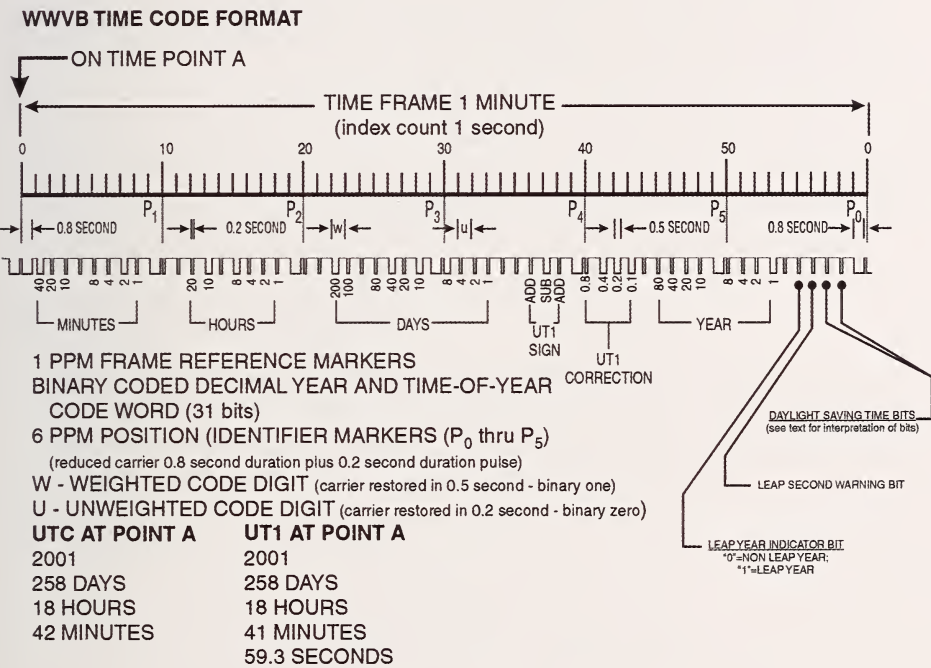 WWVB TIME CODE FORMAT
ON TIME POINT A
TIME FRAME 1 MINUTE
(index count 1 second)
0 10 20 30 40 50 0
P1 P2 P3 P4 P5 P0
0.8 SECOND 0.2 SECOND w u 0.5 SECOND 0.8 SECOND
40 20 10 8 4 2 1 20 10 8 4 2 1 200 100 80 40 20 10 8 4 2 1 ADD SUB ADD 0.8 0.4 0.2 0.1 80 40 20 10 8 4 2 1
MINUTES HOURS DAYS UT1 YEAR
SIGN
UT1
CORRECTION
1 PPM FRAME REFERENCE MARKERS
BINARY CODED DECIMAL YEAR AND TIME-OF-YEAR
CODE WORD (31 bits)
6 PPM POSITION (IDENTIFIER MARKERS (P0 thru P5)
(reduced carrier 0.8 second duration plus 0.2 second duration pulse)
W - WEIGHTED CODE DIGIT (carrier restored in 0.5 second - binary one)
U - UNWEIGHTED CODE DIGIT (carrier restored in 0.2 second - binary zero)
DAYLIGHT SAVING TIME BITS
(see text for interpretation of bits)
LEAP SECOND WARNING BIT
LEAP YEAR INDICATOR BIT
"0"=NON LEAP YEAR;
"1"=LEAP YEAR
UTC AT POINT A UT1 AT POINT A
2001 2001
258 DAYS 258 DAYS
18 HOURS 18 HOURS
42 MINUTES 41 MINUTES
59.3 SECONDS